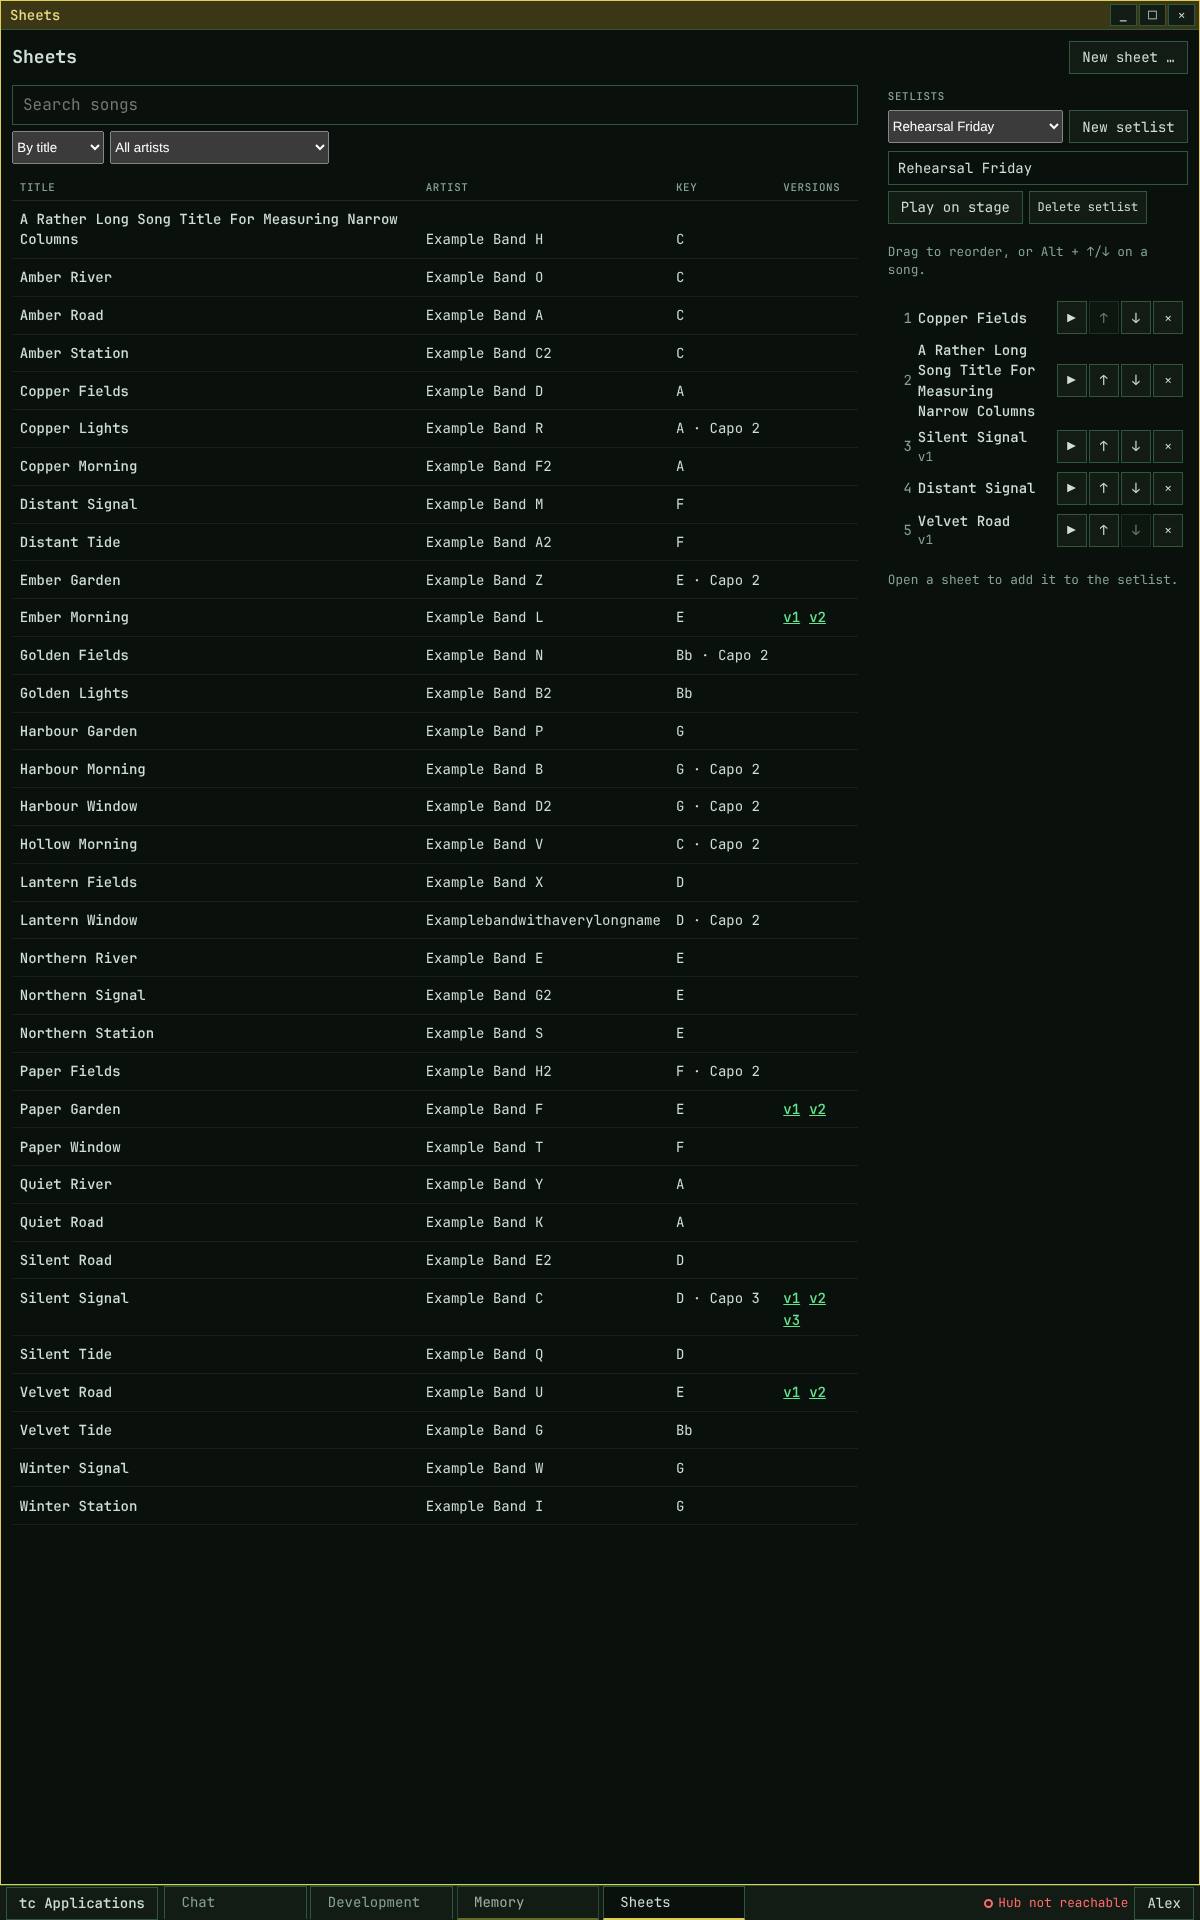 Sheets
_ □ ×
Sheets
New sheet …
Search songs
By title
All artists
TITLE ARTIST KEY VERSIONS
A Rather Long Song Title For Measuring Narrow
Columns Example Band H C
Amber River Example Band O C
Amber Road Example Band A C
Amber Station Example Band C2 C
Copper Fields Example Band D A
Copper Lights Example Band R A · Capo 2
Copper Morning Example Band F2 A
Distant Signal Example Band M F
Distant Tide Example Band A2 F
Ember Garden Example Band Z E · Capo 2
Ember Morning Example Band L E v1 v2
Golden Fields Example Band N Bb · Capo 2
Golden Lights Example Band B2 Bb
Harbour Garden Example Band P G
Harbour Morning Example Band B G · Capo 2
Harbour Window Example Band D2 G · Capo 2
Hollow Morning Example Band V C · Capo 2
Lantern Fields Example Band X D
Lantern Window Examplebandwithaverylongname D · Capo 2
Northern River Example Band E E
Northern Signal Example Band G2 E
Northern Station Example Band S E
Paper Fields Example Band H2 F · Capo 2
Paper Garden Example Band F E v1 v2
Paper Window Example Band T F
Quiet River Example Band Y A
Quiet Road Example Band K A
Silent Road Example Band E2 D
Silent Signal Example Band C D · Capo 3 v1 v2
v3
Silent Tide Example Band Q D
Velvet Road Example Band U E v1 v2
Velvet Tide Example Band G Bb
Winter Signal Example Band W G
Winter Station Example Band I G
SETLISTS
Rehearsal Friday
New setlist
Rehearsal Friday
Play on stage
Delete setlist
Drag to reorder, or Alt + ↑/↓ on a
song.
1 Copper Fields ▶ ↑ ↓ ×
A Rather Long
Song Title For
2 Measuring ▶ ↑ ↓ ×
Narrow Columns
3 Silent Signal ▶ ↑ ↓ ×
v1
4 Distant Signal ▶ ↑ ↓ ×
5 Velvet Road ▶ ↑ ↓ ×
v1
Open a sheet to add it to the setlist.
tc Applications
Chat
Development
Memory
Sheets
Hub not reachable
Alex